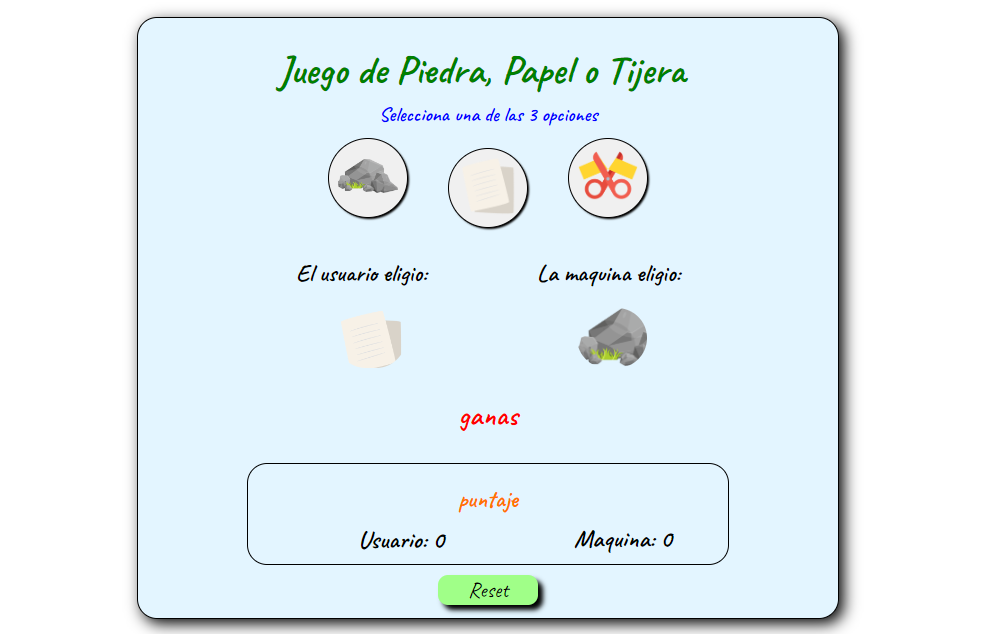 Juego de Piedra, Papel o Tijera
Selecciona una de las 3 opciones
El usuario eligio: La maquina eligio:
ganas
puntaje
Usuario: 0 Maquina: 0
Reset